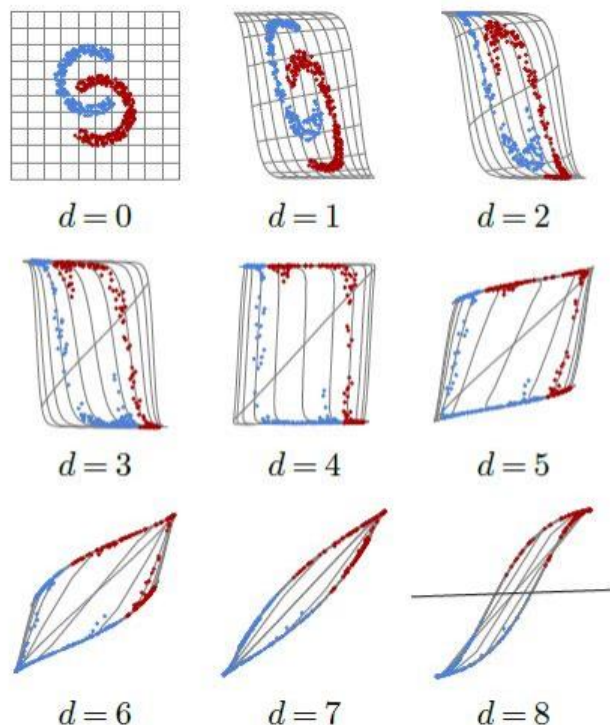 d = 0 d = 1 d = 2
d = 3 d = 4 d = 5
d = 6 d = 7 d = 8